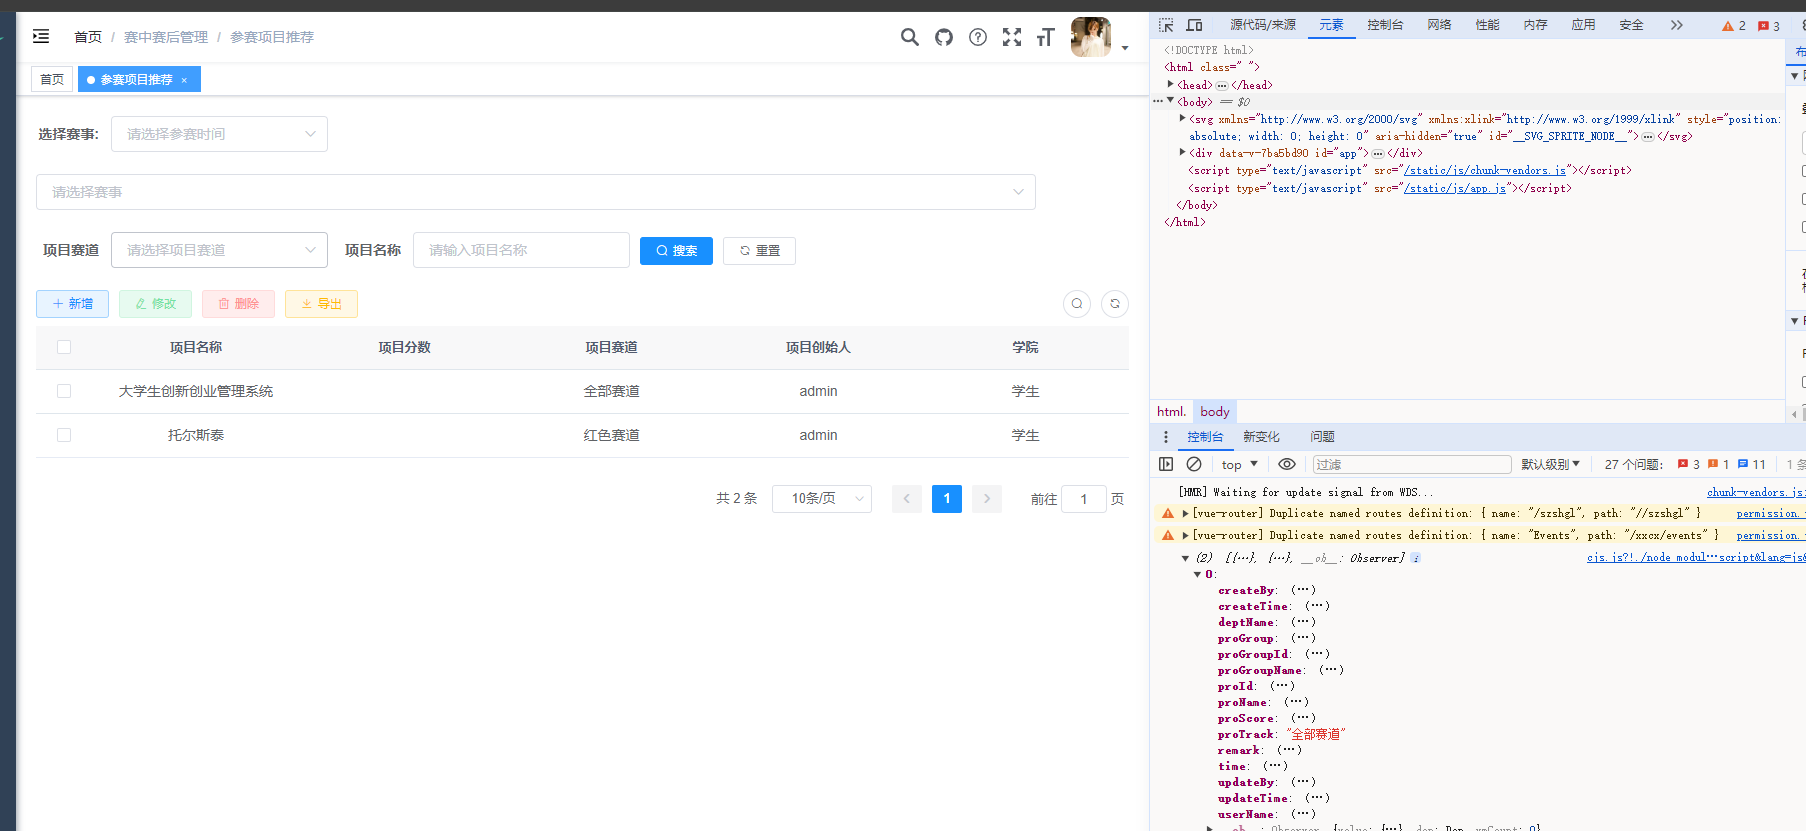 首页 / 赛中赛后管理 / 参赛项目推荐
首页
参赛项目推荐 ×
选择赛事: 请选择参赛时间
请选择赛事
项目赛道 请选择项目赛道 项目名称 请输入项目名称 搜索 重置
新增 修改 删除 导出
项目名称 项目分数 项目赛道 项目创始人 学院
大学生创新创业管理系统 全部赛道 admin 学生
托尔斯泰 红色赛道 admin 学生
共 2 条 10条/页 1 前往 1 页
源代码/来源 元素 控制台 网络 性能 内存 应用 安全 2 3
<!DOCTYPE html>
<html class=" ">
<head>…</head>
<body> == $0
<svg xmlns="http://www.w3.org/2000/svg" xmlns:xlink="http://www.w3.org/1999/xlink" style="position:
absolute; width: 0; height: 0" aria-hidden="true" id="__SVG_SPRITE_NODE__">…</svg>
<div data-v-7ba5bd90 id="app">…</div>
<script type="text/javascript" src="/static/js/chunk-vendors.js"></script>
<script type="text/javascript" src="/static/js/app.js"></script>
</body>
</html>
html. body
控制台 新变化 问题
top 过滤 默认级别 27 个问题: 3 1 11 1
[HMR] Waiting for update signal from WDS... chunk-vendors.js
[vue-router] Duplicate named routes definition: { name: "/szshgl", path: "//szshgl" } permission.
[vue-router] Duplicate named routes definition: { name: "Events", path: "/xxcx/events" } permission.
(2) [{…}, {…}, __ob__: Observer] cjs.js?!./node_modul…script&lang=js&
0:
createBy: (…)
createTime: (…)
deptName: (…)
proGroup: (…)
proGroupId: (…)
proGroupName: (…)
proId: (…)
proName: (…)
proScore: (…)
proTrack: "全部赛道"
remark: (…)
time: (…)
updateBy: (…)
updateTime: (…)
userName: (…)